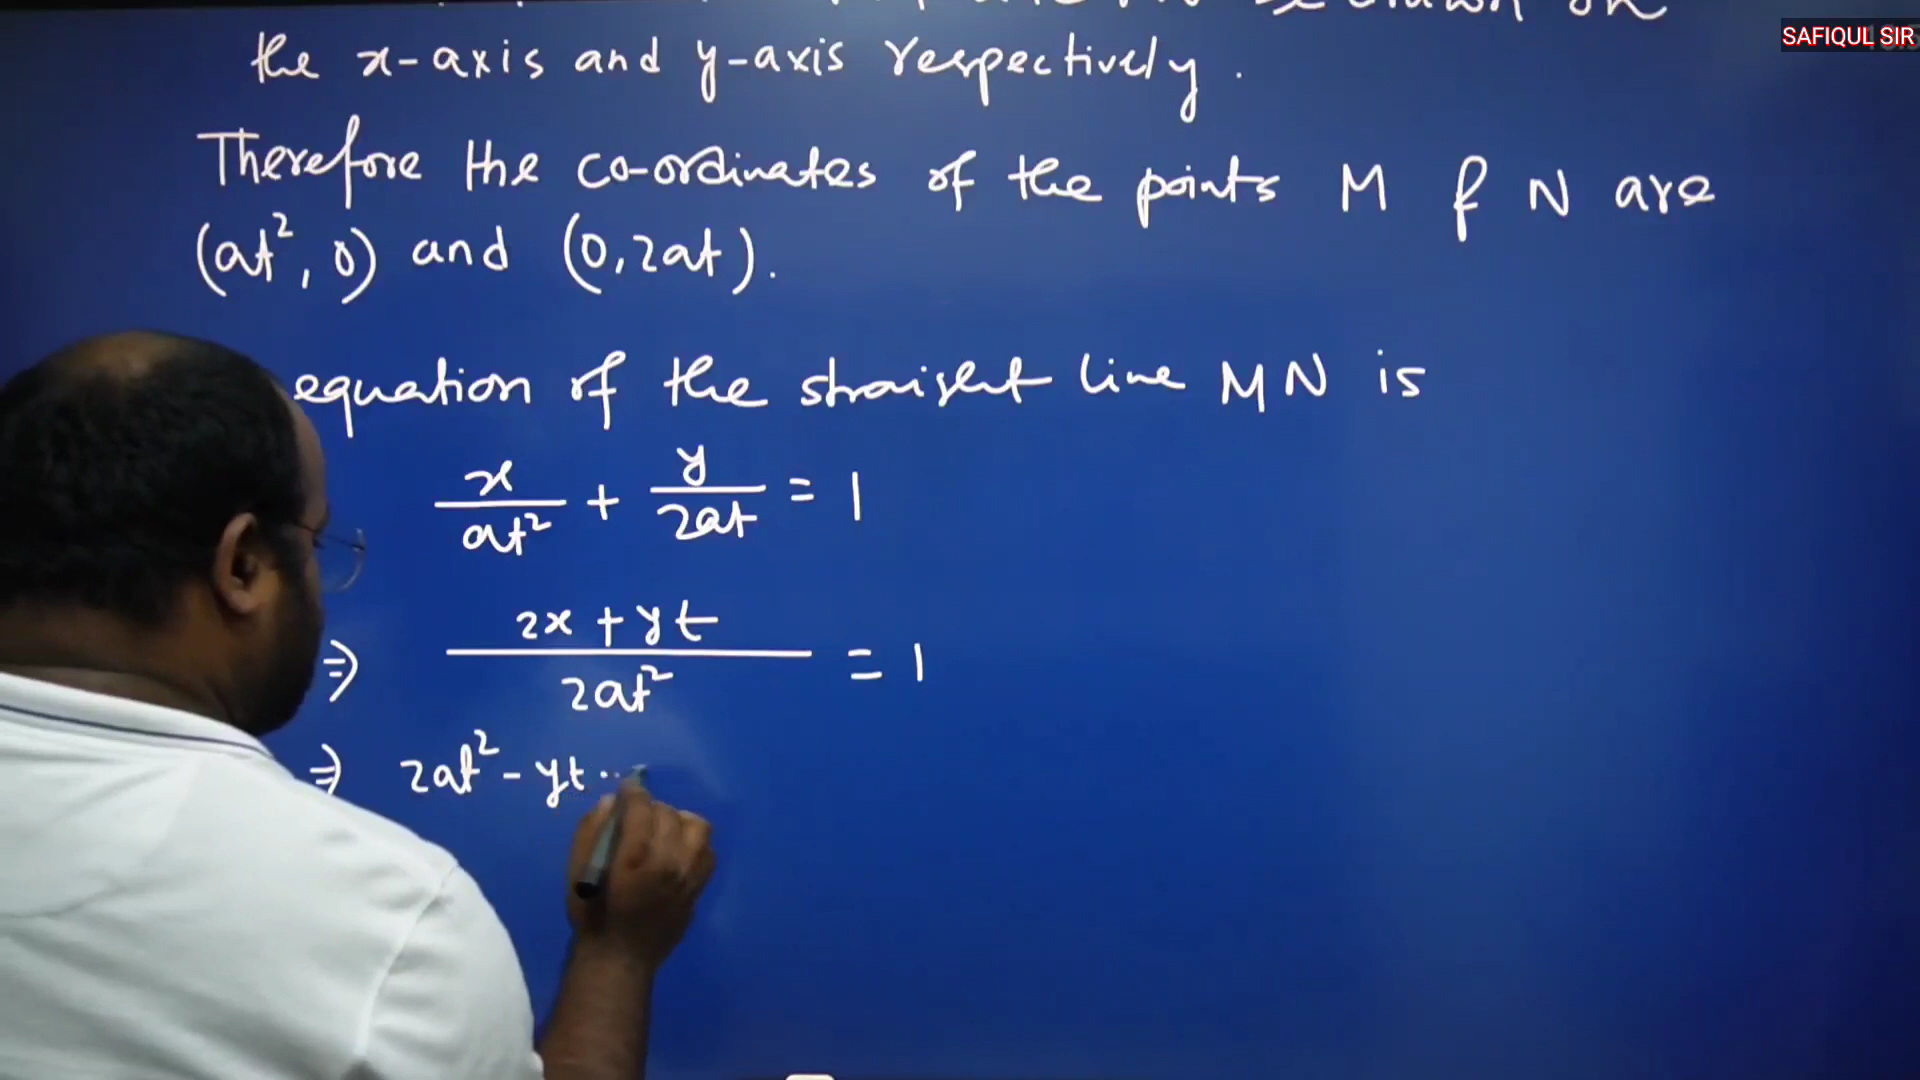 SAFIQUL SIR
the x-axis and y-axis respectively.
Therefore the co-ordinates of the points M & N are
(at², 0) and (0, 2at).
equation of the straight line MN is
x/at² + y/2at = 1
⇒ 2x + yt / 2at² = 1
⇒ 2at² - yt